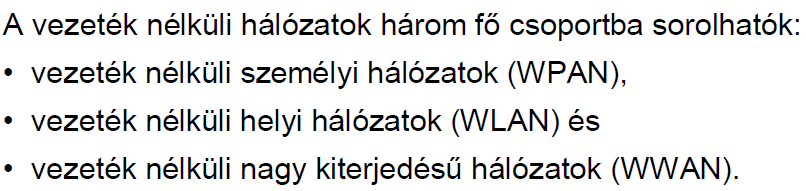 A vezeték nélküli hálózatok három fő csoportba sorolhatók:
• vezeték nélküli személyi hálózatok (WPAN),
• vezeték nélküli helyi hálózatok (WLAN) és
• vezeték nélküli nagy kiterjedésű hálózatok (WWAN).